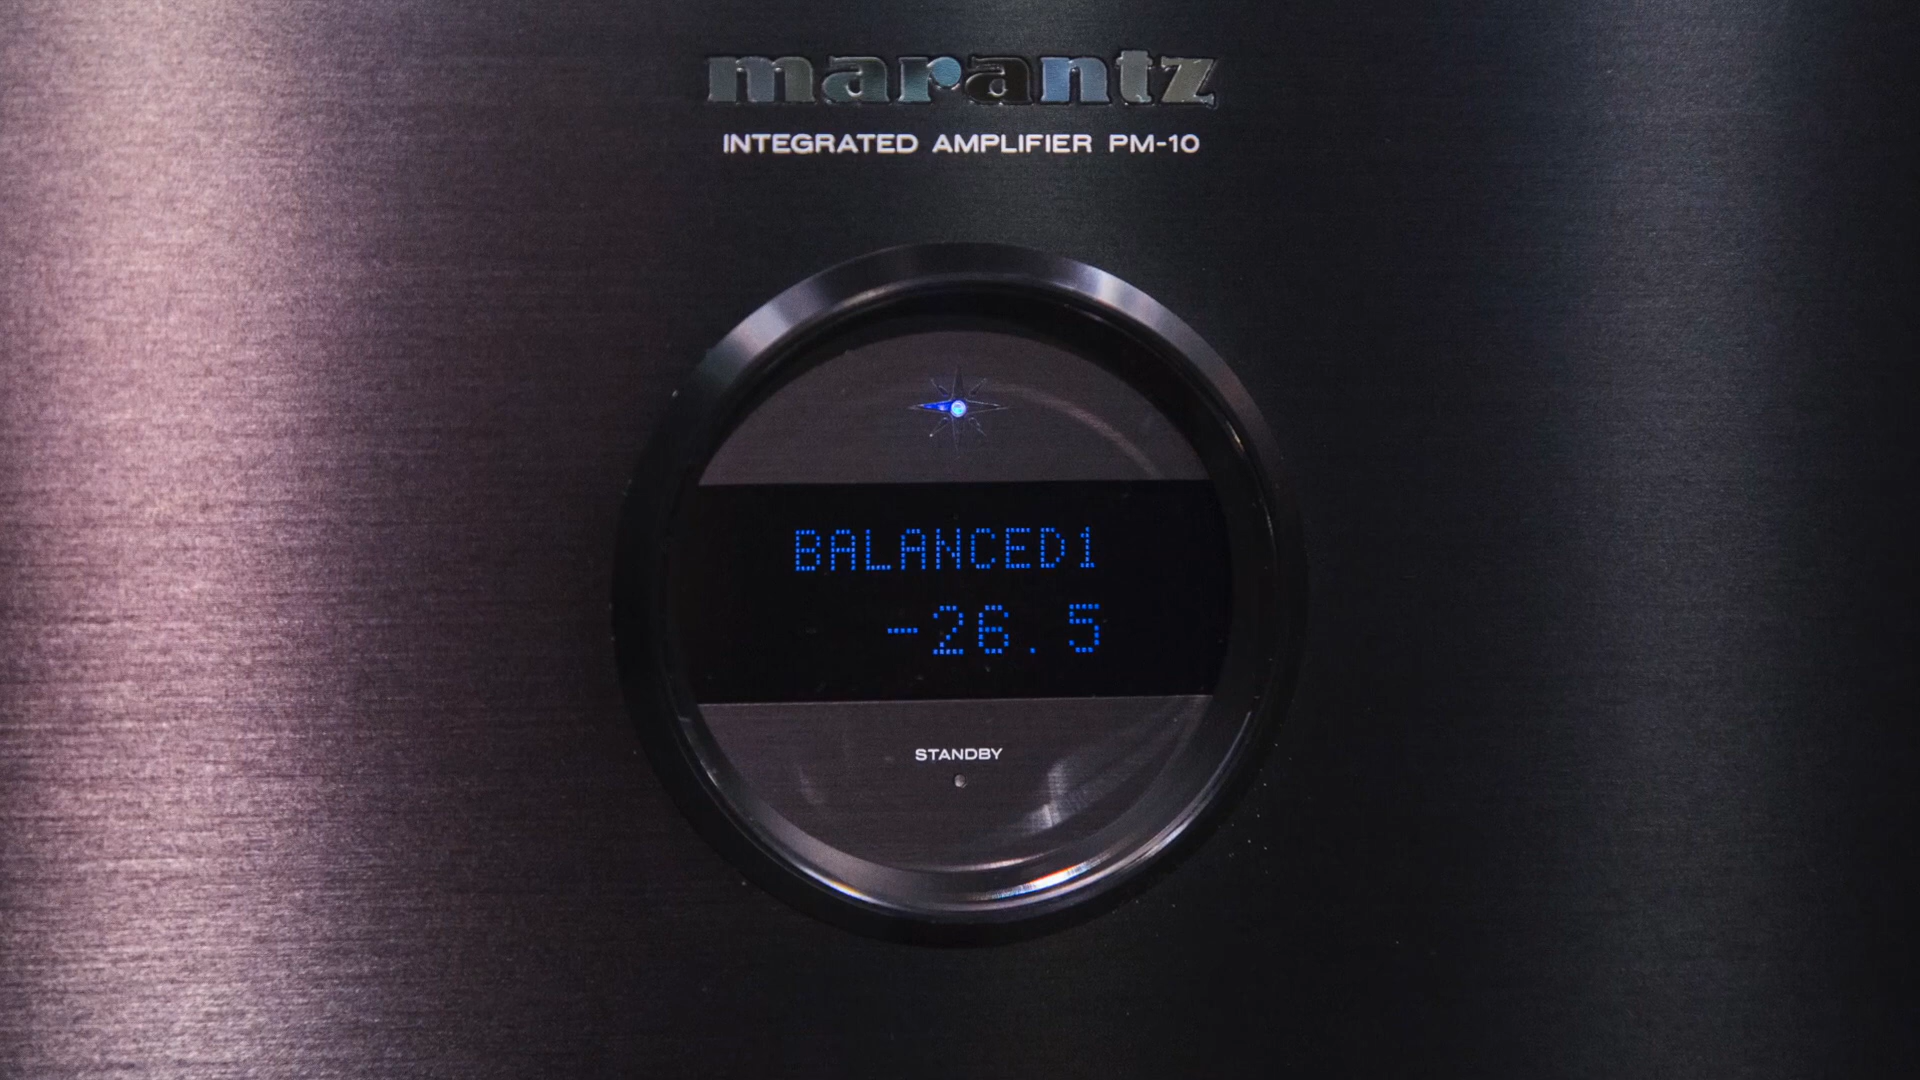 marantz
INTEGRATED AMPLIFIER PM-10
BALANCED1
-26.5
STANDBY